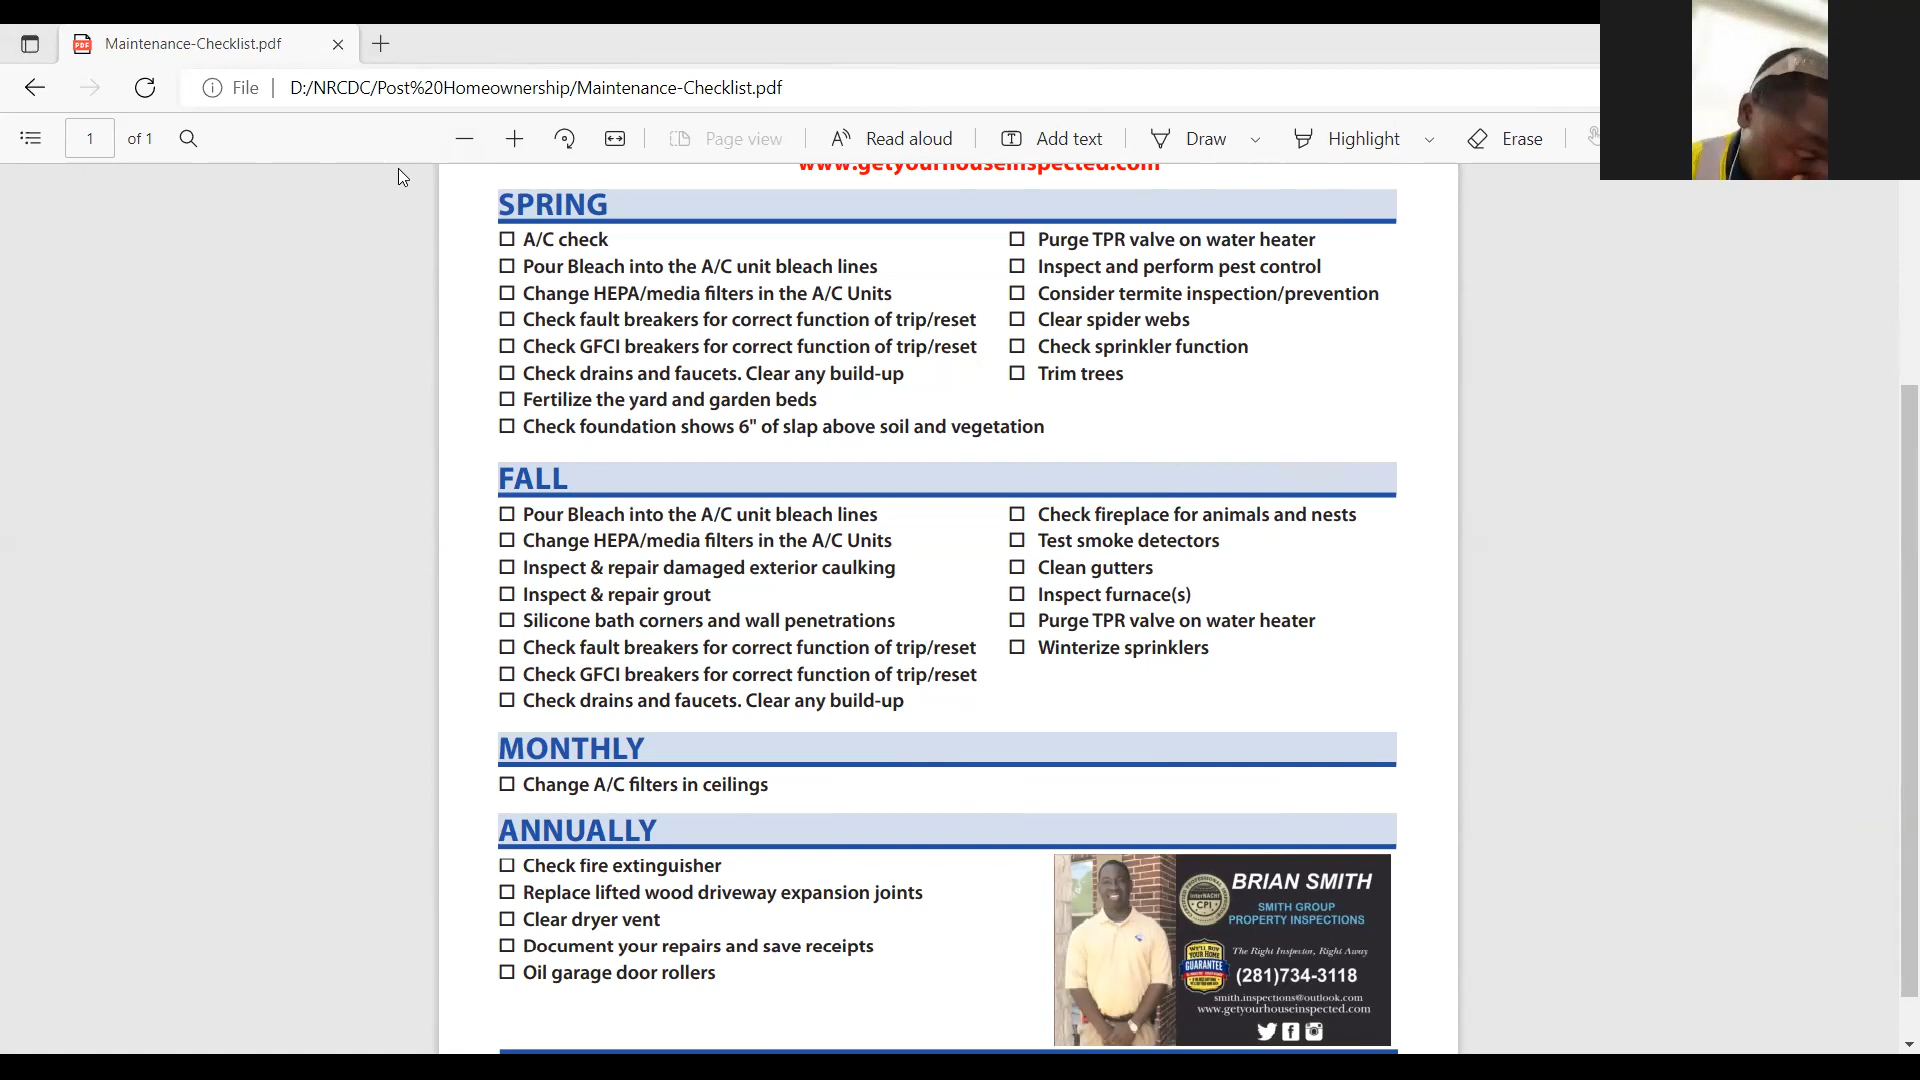 Maintenance-Checklist.pdf
File
D:/NRCDC/Post%20Homeownership/Maintenance-Checklist.pdf
1 of 1
Page view
Read aloud
Add text
Draw
Highlight
Erase
www.getyourhouseinspected.com
SPRING
A/C check
Pour Bleach into the A/C unit bleach lines
Change HEPA/media filters in the A/C Units
Check fault breakers for correct function of trip/reset
Check GFCI breakers for correct function of trip/reset
Check drains and faucets. Clear any build-up
Fertilize the yard and garden beds
Check foundation shows 6" of slap above soil and vegetation
Purge TPR valve on water heater
Inspect and perform pest control
Consider termite inspection/prevention
Clear spider webs
Check sprinkler function
Trim trees
FALL
Pour Bleach into the A/C unit bleach lines
Change HEPA/media filters in the A/C Units
Inspect & repair damaged exterior caulking
Inspect & repair grout
Silicone bath corners and wall penetrations
Check fault breakers for correct function of trip/reset
Check GFCI breakers for correct function of trip/reset
Check drains and faucets. Clear any build-up
Check fireplace for animals and nests
Test smoke detectors
Clean gutters
Inspect furnace(s)
Purge TPR valve on water heater
Winterize sprinklers
MONTHLY
Change A/C filters in ceilings
ANNUALLY
Check fire extinguisher
Replace lifted wood driveway expansion joints
Clear dryer vent
Document your repairs and save receipts
Oil garage door rollers
BRIAN SMITH
SMITH GROUP
PROPERTY INSPECTIONS
The Right Inspector, Right Away
(281)734-3118
smith.inspections@outlook.com
www.getyourhouseinspected.com
InterNACHI
CPI
WE'LL BUY
YOUR HOME
GUARANTEE